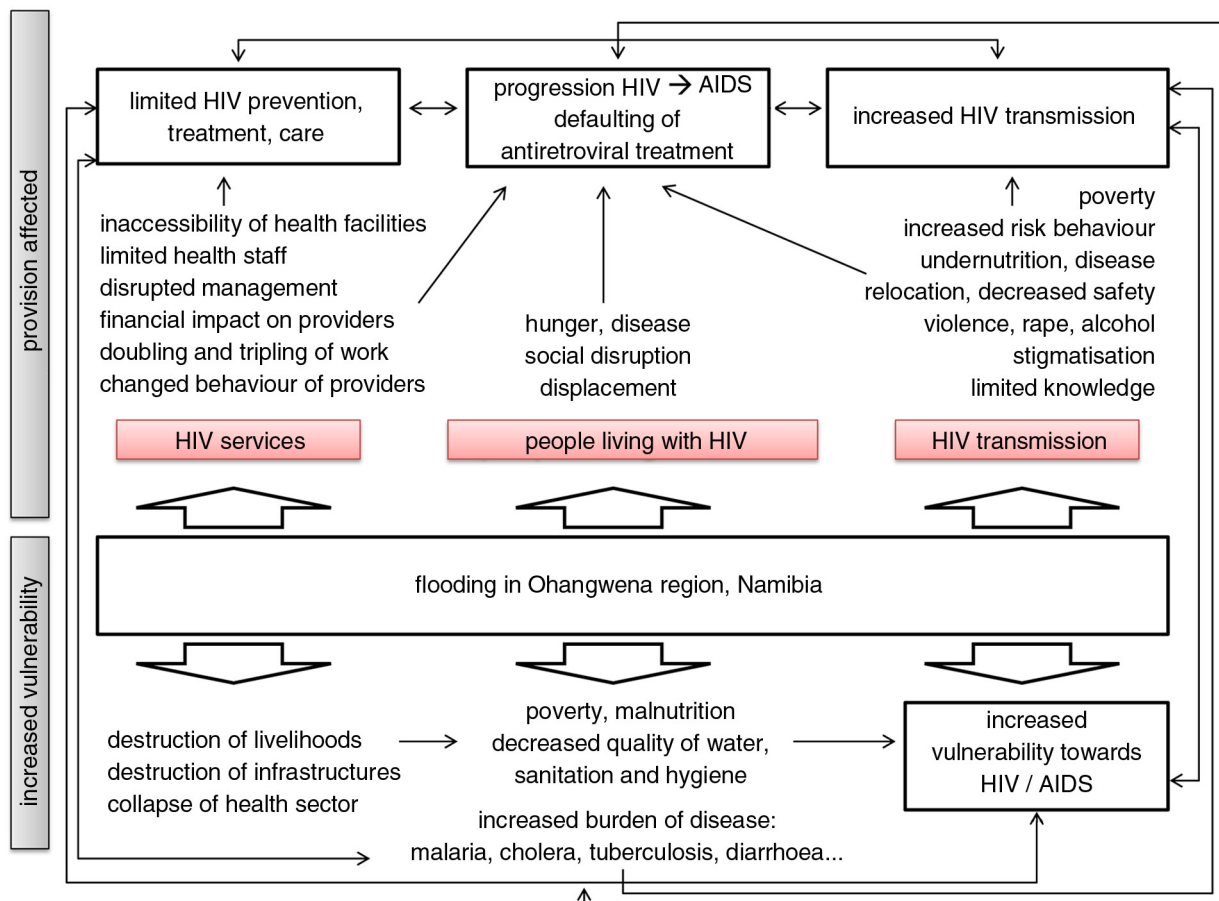 provision affected
limited HIV prevention,
treatment, care
progression HIV → AIDS
defaulting of
antiretroviral treatment
increased HIV transmission
inaccessibility of health facilities
limited health staff
disrupted management
financial impact on providers
doubling and tripling of work
changed behaviour of providers
hunger, disease
social disruption
displacement
poverty
increased risk behaviour
undernutrition, disease
relocation, decreased safety
violence, rape, alcohol
stigmatisation
limited knowledge
HIV services
people living with HIV
HIV transmission
flooding in Ohangwena region, Namibia
increased vulnerability
destruction of livelihoods
destruction of infrastructures
collapse of health sector
poverty, malnutrition
decreased quality of water,
sanitation and hygiene
increased burden of disease:
malaria, cholera, tuberculosis, diarrhoea...
increased
vulnerability towards
HIV / AIDS